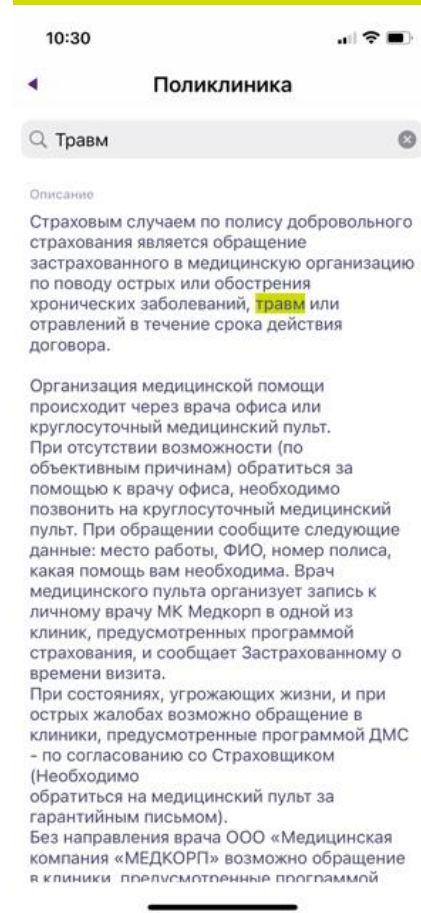 10:30
Поликлиника
Травм
Описание
Страховым случаем по полису добровольного
страхования является обращение
застрахованного в медицинскую организацию
по поводу острых или обострения
хронических заболеваний, травм или
отравлений в течение срока действия
договора.
Организация медицинской помощи
происходит через врача офиса или
круглосуточный медицинский пульт.
При отсутствии возможности (по
объективным причинам) обратиться за
помощью к врачу офиса, необходимо
позвонить на круглосуточный медицинский
пульт. При обращении сообщите следующие
данные: место работы, ФИО, номер полиса,
какая помощь вам необходима. Врач
медицинского пульта организует запись к
личному врачу МК Медкорп в одной из
клиник, предусмотренных программой
страхования, и сообщает Застрахованному о
времени визита.
При состояниях, угрожающих жизни, и при
острых жалобах возможно обращение в
клиники, предусмотренные программой ДМС
- по согласованию со Страховщиком
(Необходимо
обратиться на медицинский пульт за
гарантийным письмом).
Без направления врача ООО «Медицинская
компания «МЕДКОРП» возможно обращение
в клиники, предусмотренные программой